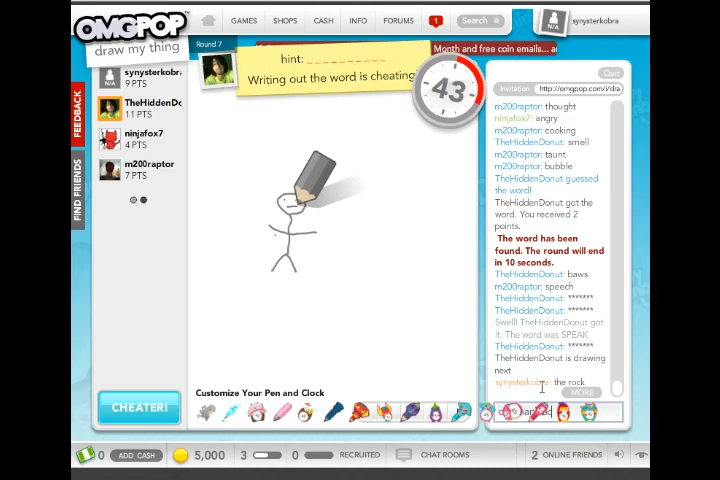 OMGPOP
draw my thing
GAMES
SHOPS
CASH
INFO
FORUMS
1
Search
N/A
synysterkobra
Round 7
Month and free coin emails... a
hint: _ _ _ _ _ _ _ _ _ _
Writing out the word is cheating
43
FEEDBACK
FIND FRIENDS
N/A
synysterkobra
9 PTS
TheHiddenDo
11 PTS
ninjafox7
4 PTS
m200raptor
7 PTS
CHEATER!
Quit
Invitation
http://omgpop.com/i/dra
m200raptor: thought
ninjafox7: angry
m200raptor: cooking
TheHiddenDonut: smell
m200raptor: taunt
m200raptor: bubble
TheHiddenDonut guessed
the word!
TheHiddenDonut got the
word. You received 2
points.
The word has been
found. The round will end
in 10 seconds.
TheHiddenDonut: baws
m200raptor: speech
TheHiddenDonut: *******
TheHiddenDonut: *******
Swell! TheHiddenDonut got
it. The word was SPEAK
TheHiddenDonut: *******
TheHiddenDonut is drawing
next
synysterkobra: the rock
MORE
Customize Your Pen and Clock
0
ADD CASH
5,000
3
0
RECRUITED
CHAT ROOMS
2 ONLINE FRIENDS